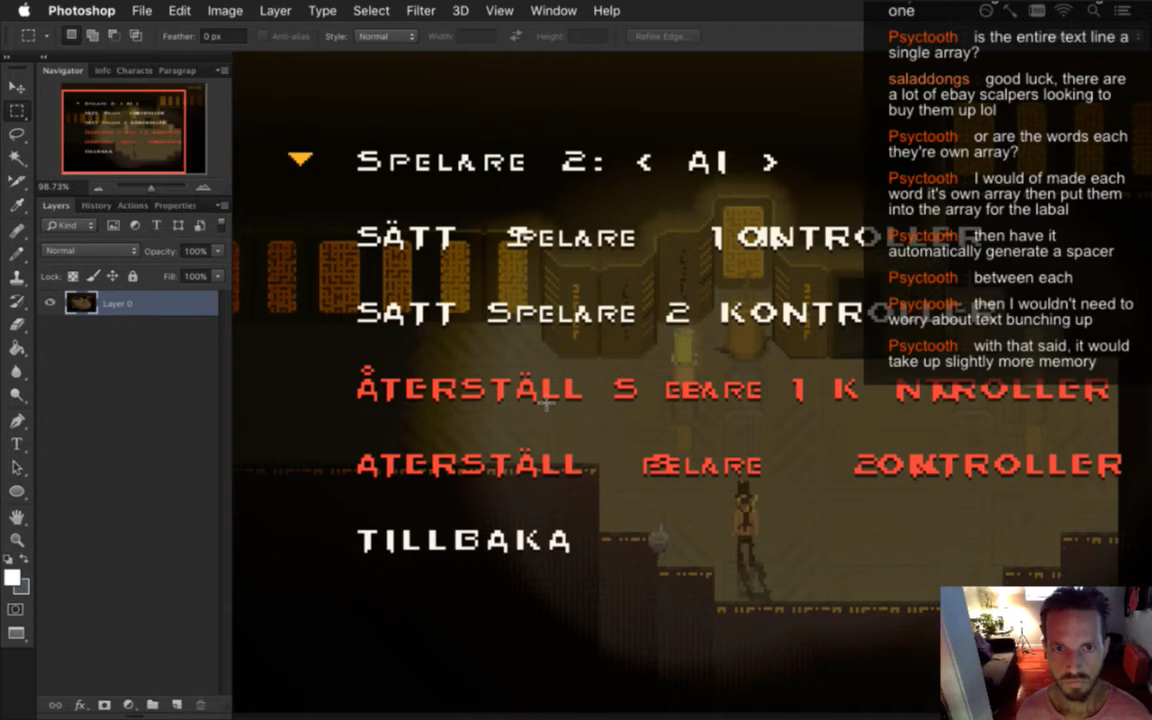 Photoshop File Edit Image Layer Type Select Filter 3D View Window Help
Feather: 0 px Anti-alias Style: Normal Width: Height: Refine Edge...
Navigator Info Characte Paragrap
98.73%
Layers History Actions Properties
Kind
Normal Opacity: 100%
Lock: Fill: 100%
Layer 0
fx
SPELARE 2: < AI >
SÄTT SPELARE 1
SATT SPELARE 2 KONTROLLER
ÅTERSTÄLL
ATERSTÄLL
TILLBAKA
one
Psyctooth is the entire text line a
single array?
saladdongs good luck, there are
a lot of ebay scalpers looking to
buy them up lol
Psyctooth or are the words each
they're own array?
Psyctooth I would of made each
word it's own array then put them
into the array for the labal
Psyctooth then have it
automatically generate a spacer
Psyctooth between each
Psyctooth then I wouldn't need to
worry about text bunching up
Psyctooth with that said, it would
take up slightly more memory